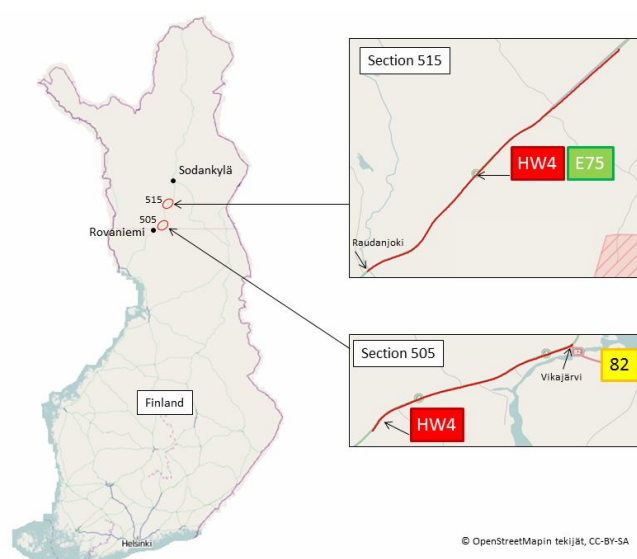 Section 515
HW4
E75
Raudanjoki
Sodankylä
515
505
Rovaniemi
Section 505
82
Vikajärvi
HW4
Finland
Helsinki
© OpenStreetMapin tekijät, CC-BY-SA